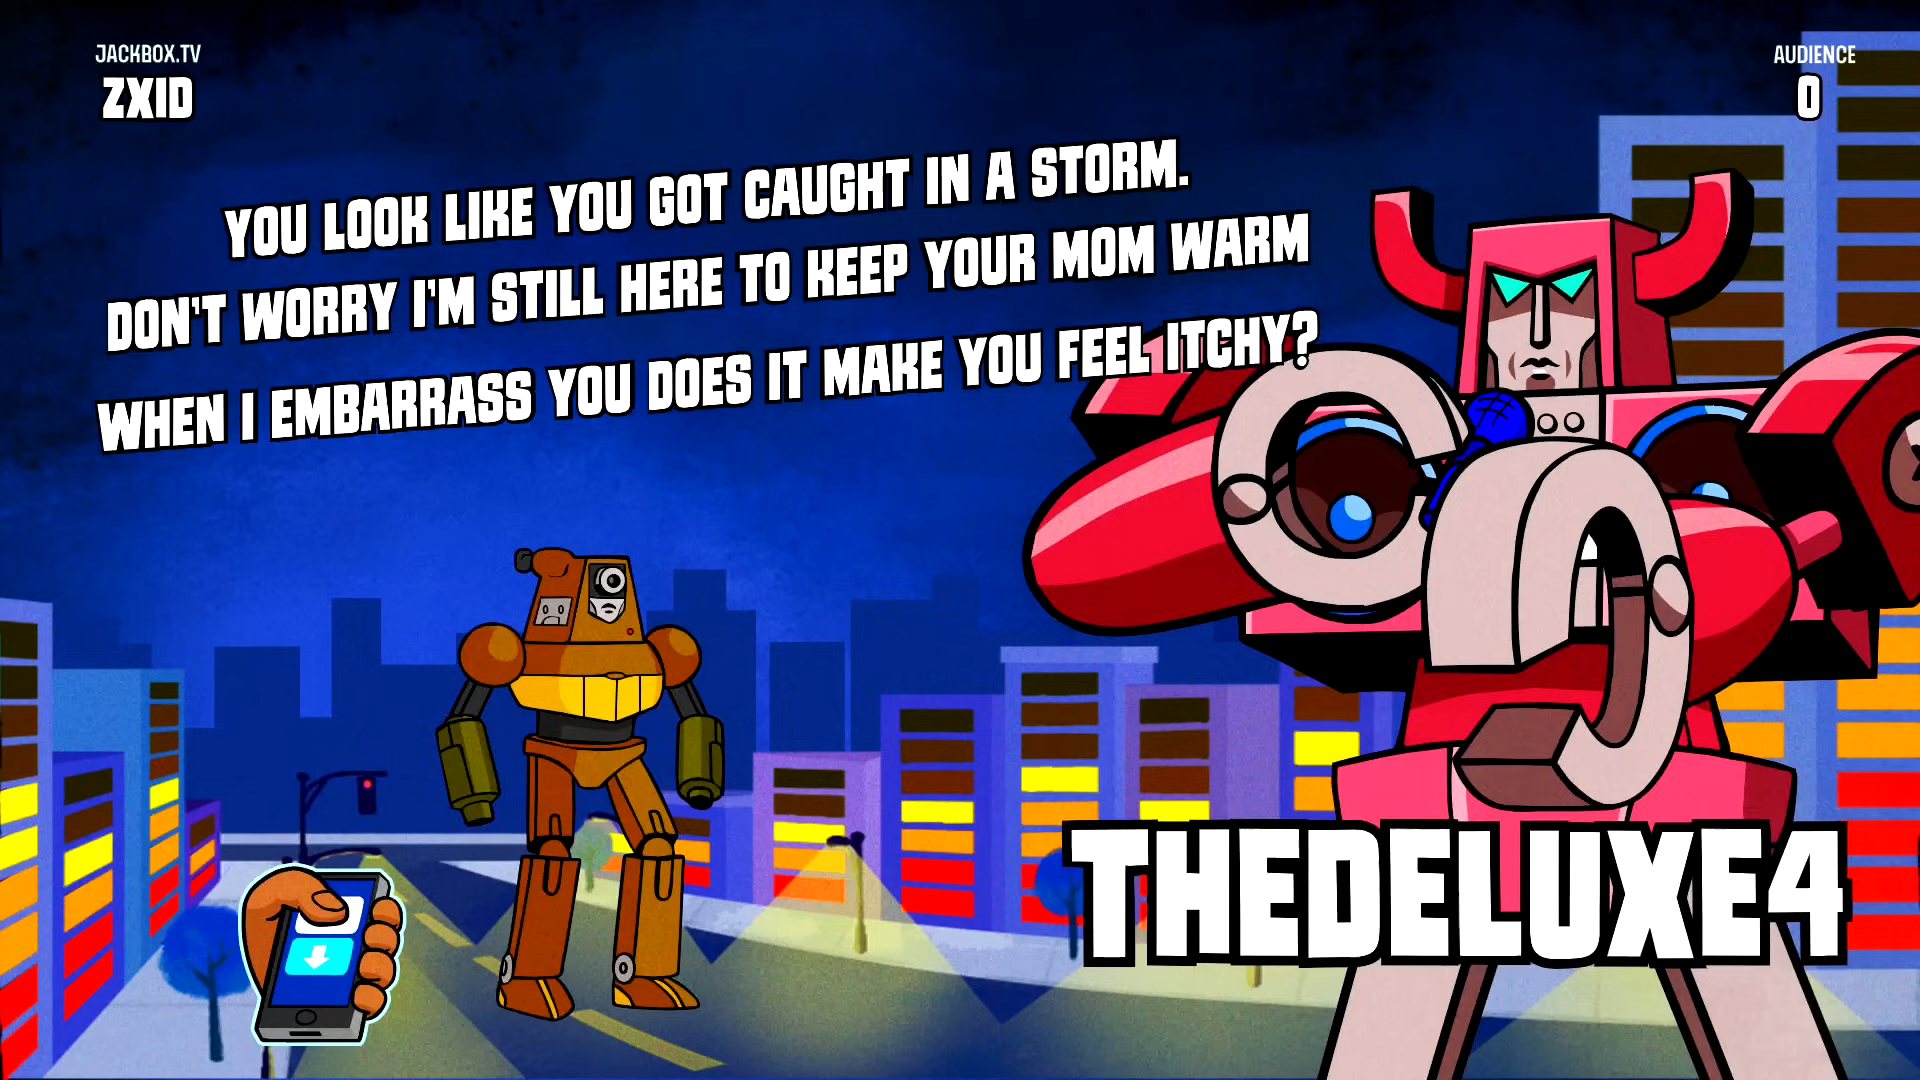 JACKBOX.TV
ZXID
AUDIENCE
0
YOU LOOK LIKE YOU GOT CAUGHT IN A STORM.
DON'T WORRY I'M STILL HERE TO KEEP YOUR MOM WARM
WHEN I EMBARRASS YOU DOES IT MAKE YOU FEEL ITCHY?
THEDELUXE4